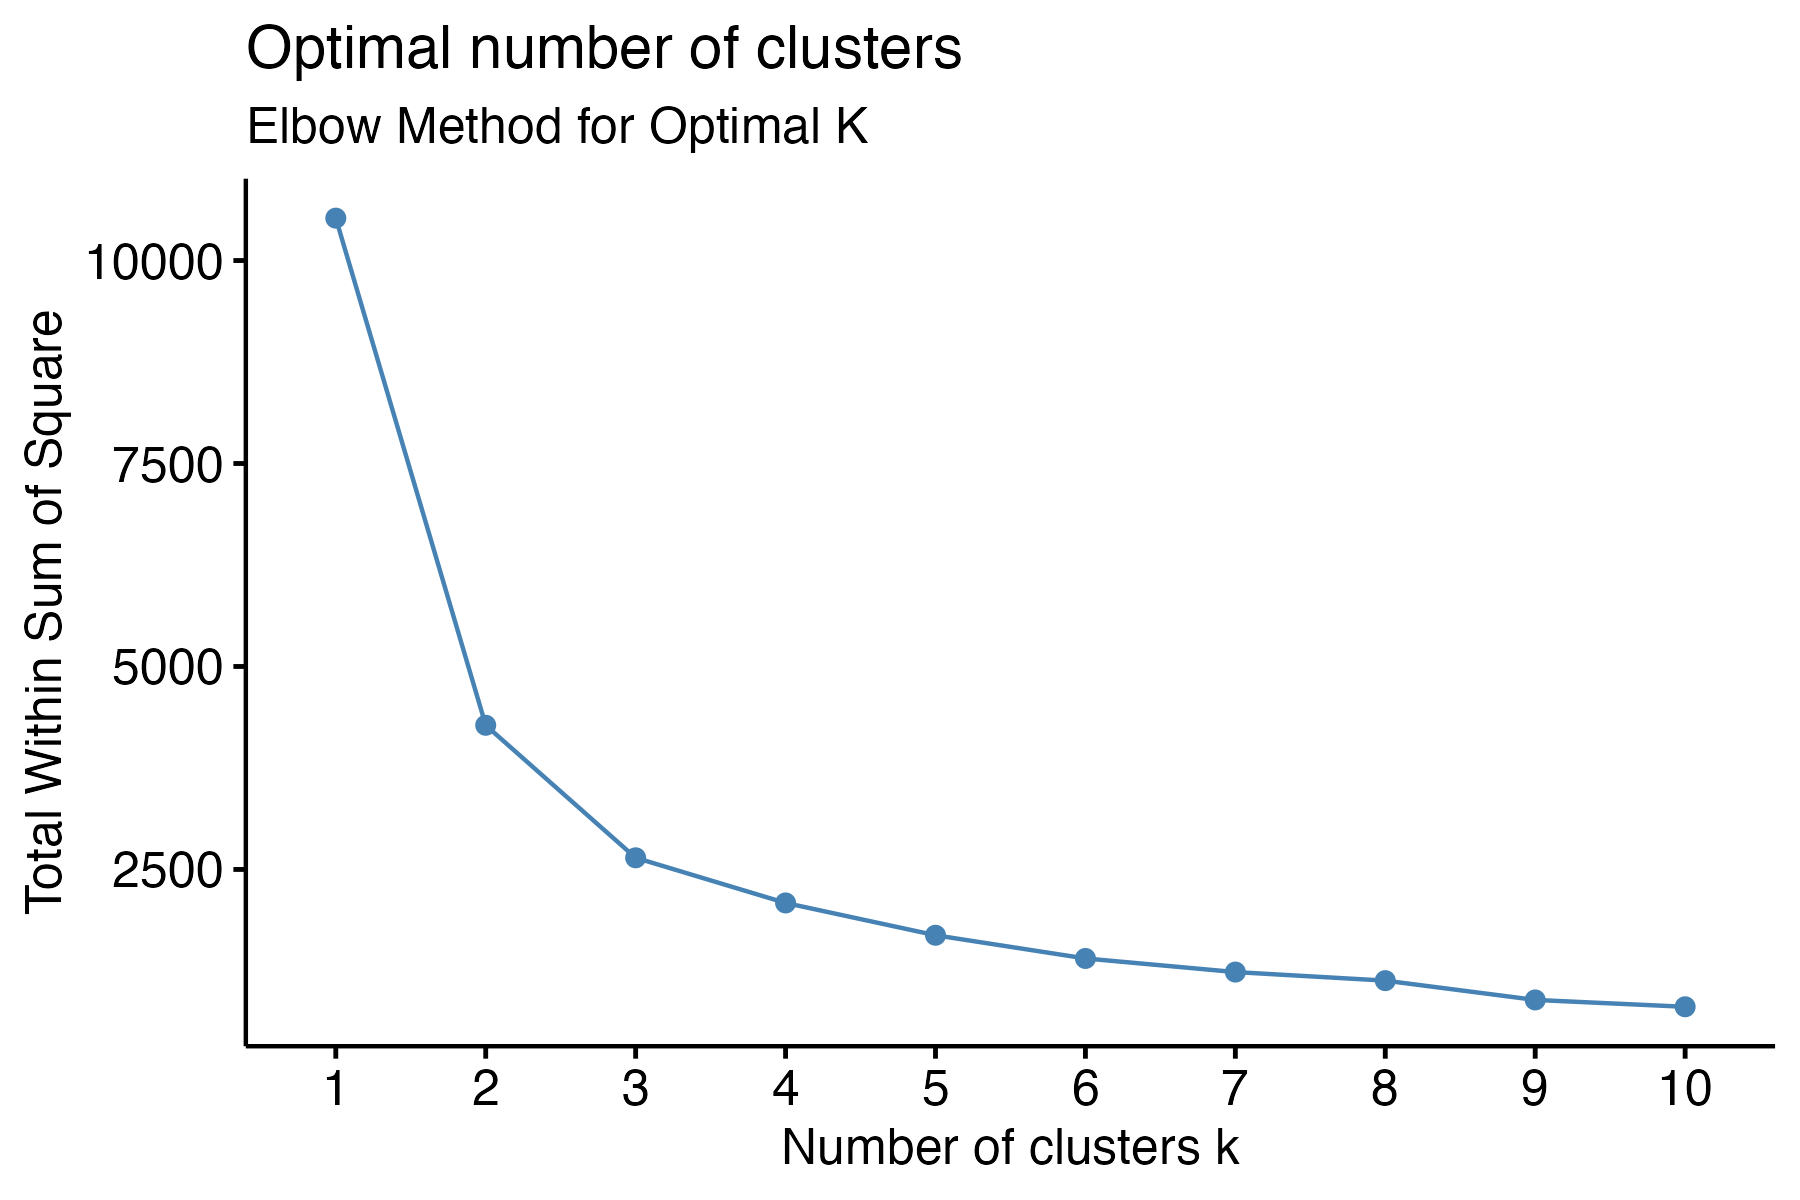 Optimal number of clusters
Elbow Method for Optimal K
Total Within Sum of Square
10000
7500
5000
2500
1 2 3 4 5 6 7 8 9 10
Number of clusters k